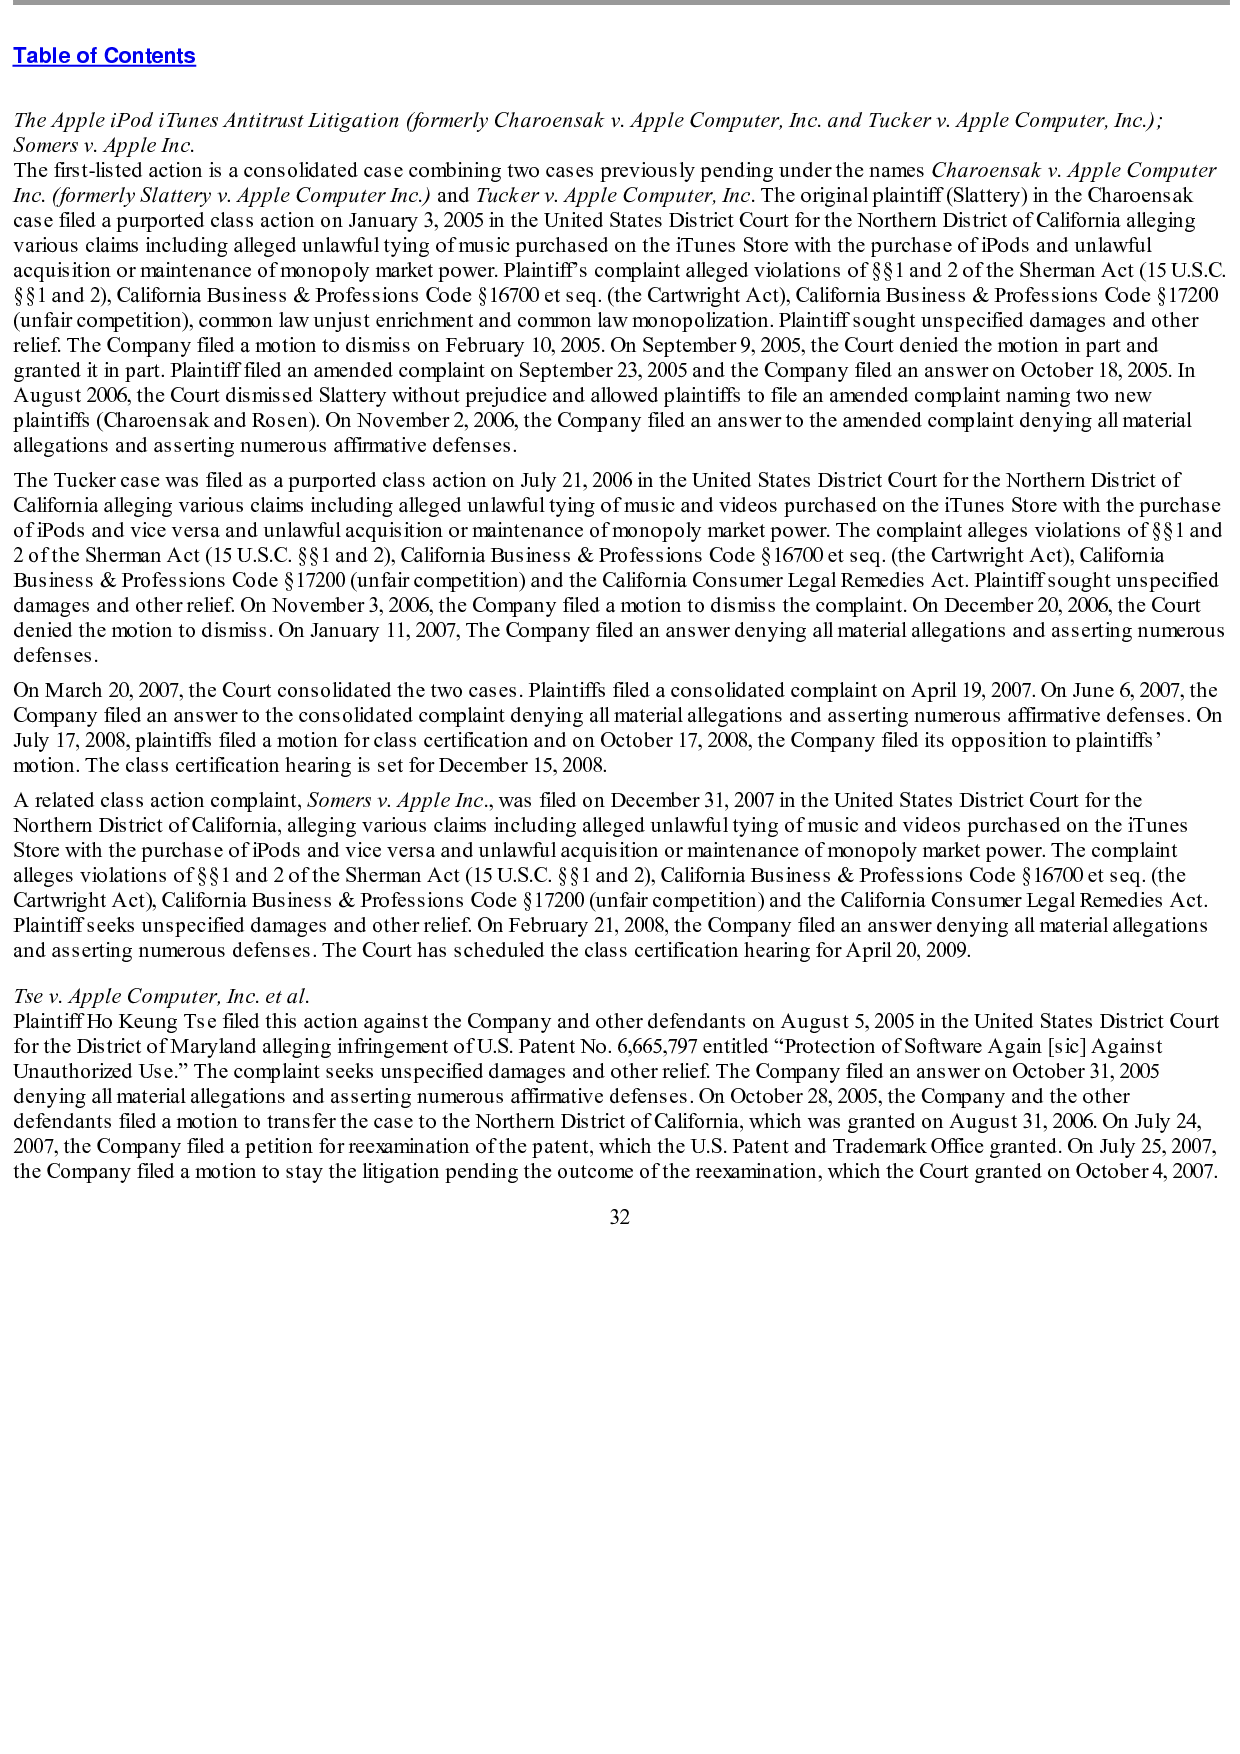 Table of Contents
The Apple iPod iTunes Antitrust Litigation (formerly Charoensak v. Apple Computer, Inc. and Tucker v. Apple Computer, Inc.);
Somers v. Apple Inc.
The first-listed action is a consolidated case combining two cases previously pending under the names Charoensak v. Apple Computer
Inc. (formerly Slattery v. Apple Computer Inc.) and Tucker v. Apple Computer, Inc. The original plaintiff (Slattery) in the Charoensak
case filed a purported class action on January 3, 2005 in the United States District Court for the Northern District of California alleging
various claims including alleged unlawful tying of music purchased on the iTunes Store with the purchase of iPods and unlawful
acquisition or maintenance of monopoly market power. Plaintiff’s complaint alleged violations of §§1 and 2 of the Sherman Act (15 U.S.C.
§§1 and 2), California Business & Professions Code §16700 et seq. (the Cartwright Act), California Business & Professions Code §17200
(unfair competition), common law unjust enrichment and common law monopolization. Plaintiff sought unspecified damages and other
relief. The Company filed a motion to dismiss on February 10, 2005. On September 9, 2005, the Court denied the motion in part and
granted it in part. Plaintiff filed an amended complaint on September 23, 2005 and the Company filed an answer on October 18, 2005. In
August 2006, the Court dismissed Slattery without prejudice and allowed plaintiffs to file an amended complaint naming two new
plaintiffs (Charoensak and Rosen). On November 2, 2006, the Company filed an answer to the amended complaint denying all material
allegations and asserting numerous affirmative defenses.
The Tucker case was filed as a purported class action on July 21, 2006 in the United States District Court for the Northern District of
California alleging various claims including alleged unlawful tying of music and videos purchased on the iTunes Store with the purchase
of iPods and vice versa and unlawful acquisition or maintenance of monopoly market power. The complaint alleges violations of §§1 and
2 of the Sherman Act (15 U.S.C. §§1 and 2), California Business & Professions Code §16700 et seq. (the Cartwright Act), California
Business & Professions Code §17200 (unfair competition) and the California Consumer Legal Remedies Act. Plaintiff sought unspecified
damages and other relief. On November 3, 2006, the Company filed a motion to dismiss the complaint. On December 20, 2006, the Court
denied the motion to dismiss. On January 11, 2007, The Company filed an answer denying all material allegations and asserting numerous
defenses.
On March 20, 2007, the Court consolidated the two cases. Plaintiffs filed a consolidated complaint on April 19, 2007. On June 6, 2007, the
Company filed an answer to the consolidated complaint denying all material allegations and asserting numerous affirmative defenses. On
July 17, 2008, plaintiffs filed a motion for class certification and on October 17, 2008, the Company filed its opposition to plaintiffs’
motion. The class certification hearing is set for December 15, 2008.
A related class action complaint, Somers v. Apple Inc., was filed on December 31, 2007 in the United States District Court for the
Northern District of California, alleging various claims including alleged unlawful tying of music and videos purchased on the iTunes
Store with the purchase of iPods and vice versa and unlawful acquisition or maintenance of monopoly market power. The complaint
alleges violations of §§1 and 2 of the Sherman Act (15 U.S.C. §§1 and 2), California Business & Professions Code §16700 et seq. (the
Cartwright Act), California Business & Professions Code §17200 (unfair competition) and the California Consumer Legal Remedies Act.
Plaintiff seeks unspecified damages and other relief. On February 21, 2008, the Company filed an answer denying all material allegations
and asserting numerous defenses. The Court has scheduled the class certification hearing for April 20, 2009.
Tse v. Apple Computer, Inc. et al.
Plaintiff Ho Keung Tse filed this action against the Company and other defendants on August 5, 2005 in the United States District Court
for the District of Maryland alleging infringement of U.S. Patent No. 6,665,797 entitled “Protection of Software Again [sic] Against
Unauthorized Use.” The complaint seeks unspecified damages and other relief. The Company filed an answer on October 31, 2005
denying all material allegations and asserting numerous affirmative defenses. On October 28, 2005, the Company and the other
defendants filed a motion to transfer the case to the Northern District of California, which was granted on August 31, 2006. On July 24,
2007, the Company filed a petition for reexamination of the patent, which the U.S. Patent and Trademark Office granted. On July 25, 2007,
the Company filed a motion to stay the litigation pending the outcome of the reexamination, which the Court granted on October 4, 2007.
32